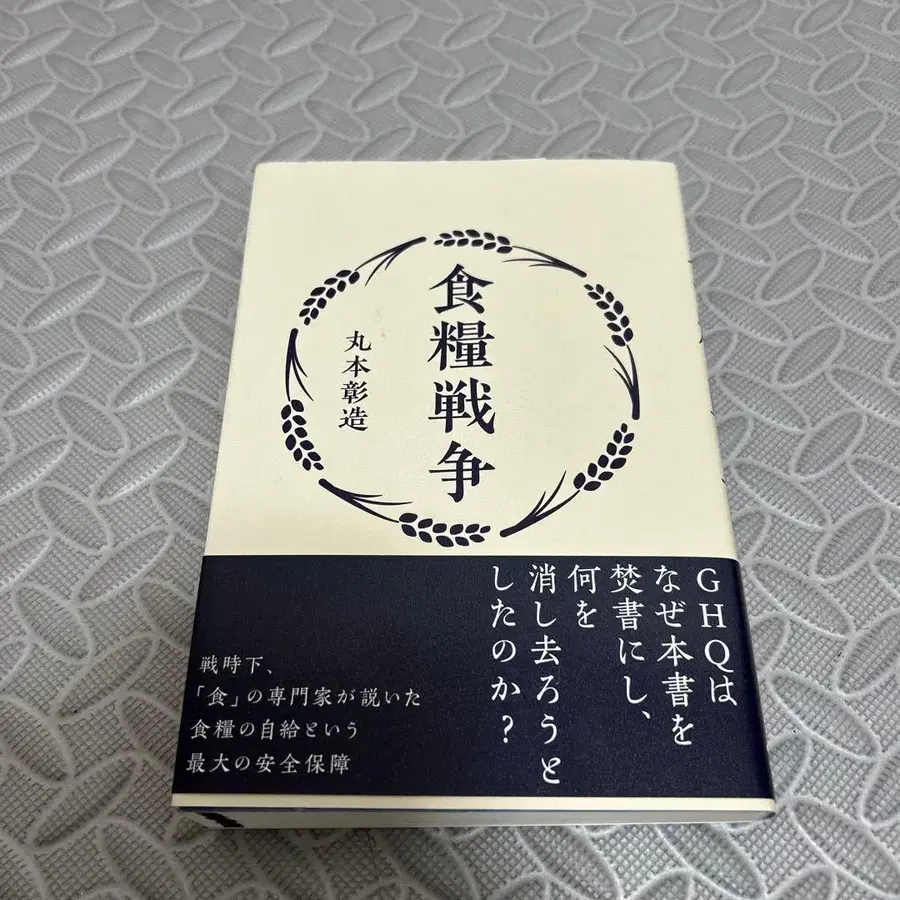 食糧戦争
丸本彰造
GHQは
なぜ本書を
焚書にし、
何を
消し去ろうと
したのか?
戦時下、
「食」の専門家が説いた
食糧の自給という
最大の安全保障